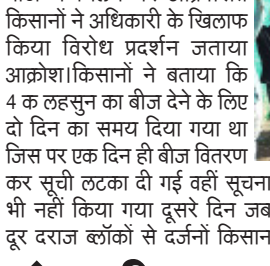 किसानों ने अधिकारी के खिलाफ
किया विरोध प्रदर्शन जताया
आक्रोश।किसानों ने बताया कि
4 क लहसुन का बीज देने के लिए
दो दिन का समय दिया गया था
जिस पर एक दिन ही बीज वितरण
कर सूची लटका दी गई वहीं सूचना
भी नहीं किया गया दूसरे दिन जब
दूर दराज ब्लॉकों से दर्जनों किसान